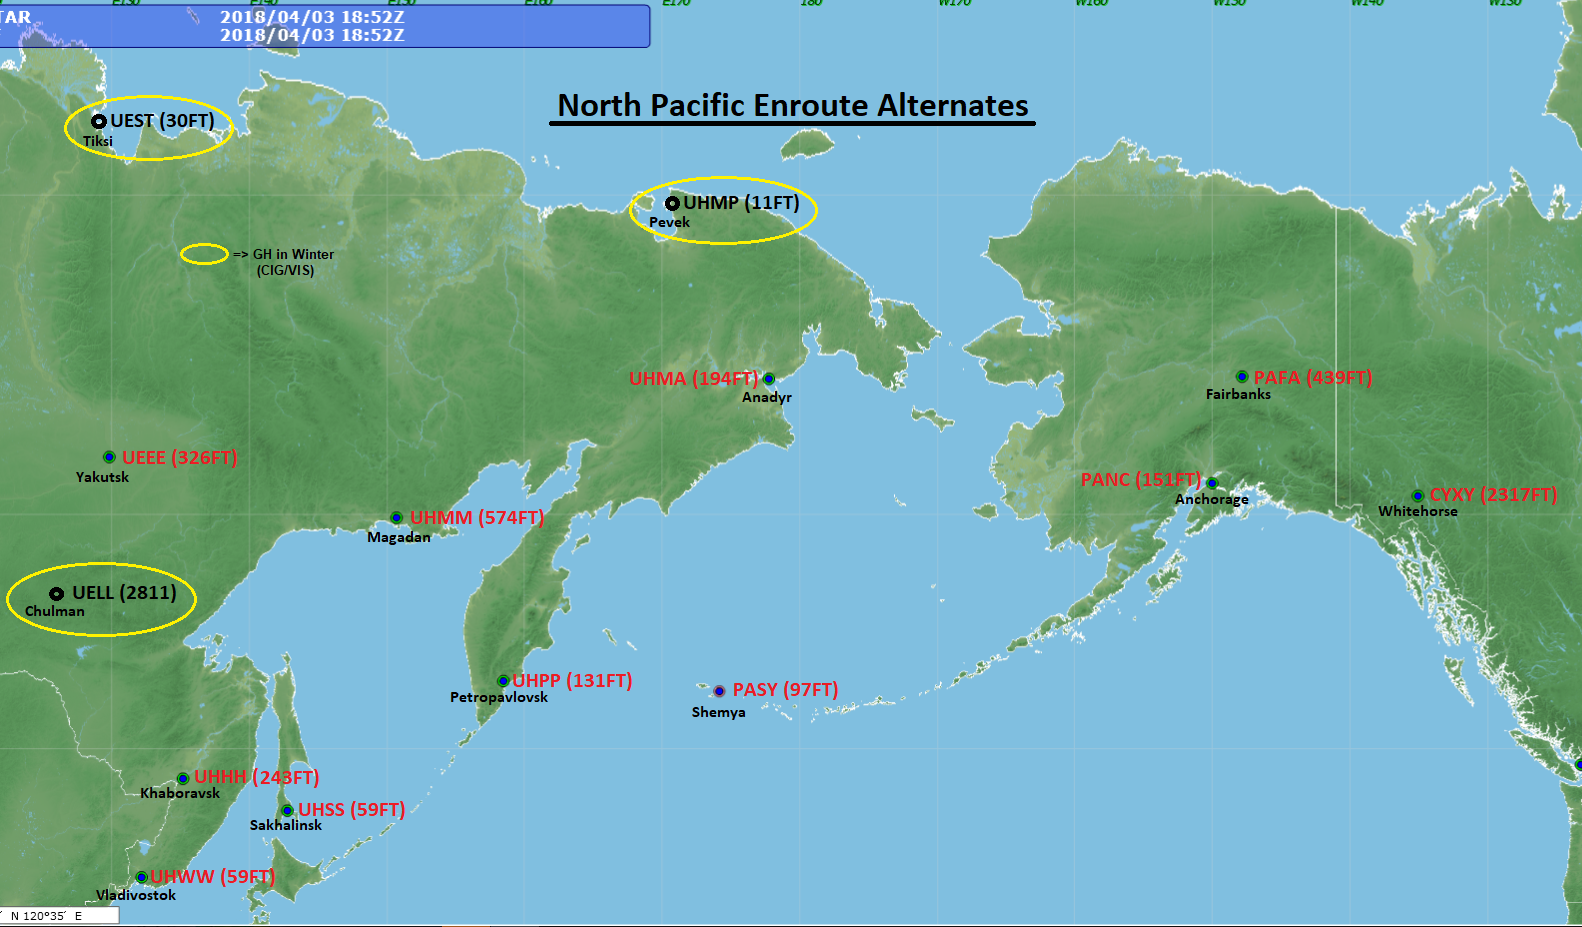 E130 E140 E150 E160 E170 180 W170 W160 W150 W140 W130
TAR 2018/04/03 18:52Z
2018/04/03 18:52Z
North Pacific Enroute Alternates
UEST (30FT)
Tiksi
UHMP (11FT)
Pevek
=> GH in Winter
(CIG/VIS)
UHMA (194FT)
Anadyr
PAFA (439FT)
Fairbanks
UEEE (326FT)
Yakutsk
PANC (151FT)
Anchorage
CYXY (2317FT)
Whitehorse
UHMM (574FT)
Magadan
UELL (2811)
Chulman
UHPP (131FT)
Petropavlovsk
PASY (97FT)
Shemya
UHHH (243FT)
Khaboravsk
UHSS (59FT)
Sakhalinsk
UHWW (59FT)
Vladivostok
N 120°35´ E